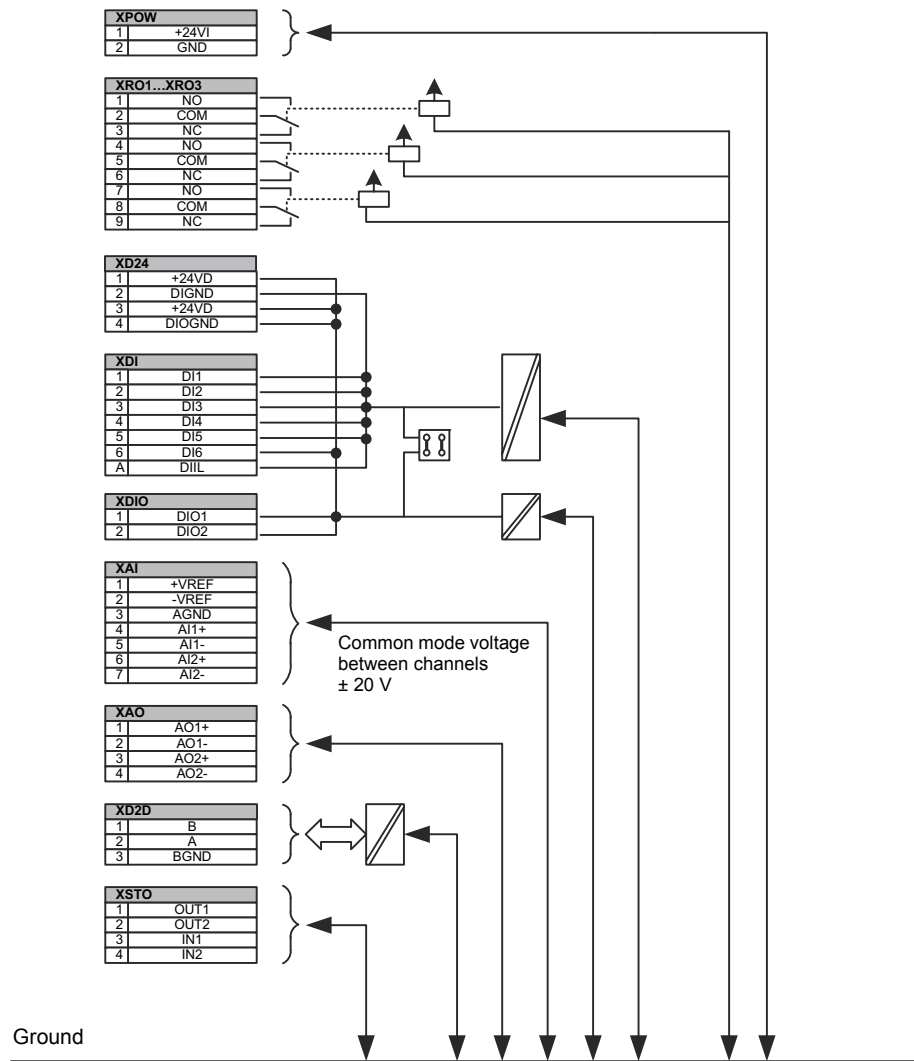 XPOW
1 +24VI
2 GND
XRO1…XRO3
1 NO
2 COM
3 NC
4 NO
5 COM
6 NC
7 NO
8 COM
9 NC
XD24
1 +24VD
2 DIGND
3 +24VD
4 DIOGND
XDI
1 DI1
2 DI2
3 DI3
4 DI4
5 DI5
6 DI6
A DIIL
XDIO
1 DIO1
2 DIO2
XAI
1 +VREF
2 -VREF
3 AGND
4 AI1+
5 AI1-
6 AI2+
7 AI2-
Common mode voltage
between channels
± 20 V
XAO
1 AO1+
2 AO1-
3 AO2+
4 AO2-
XD2D
1 B
2 A
3 BGND
XSTO
1 OUT1
2 OUT2
3 IN1
4 IN2
Ground